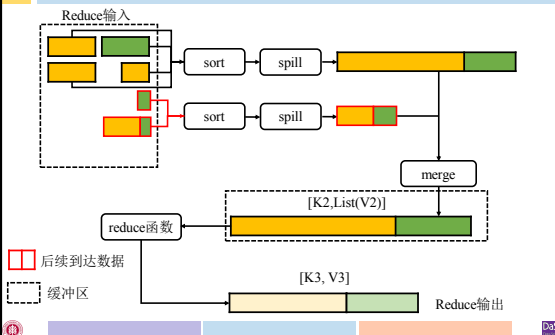 Reduce输入
sort
spill
sort
spill
merge
[K2,List(V2)]
reduce函数
后续到达数据
[K3, V3]
缓冲区
Reduce输出